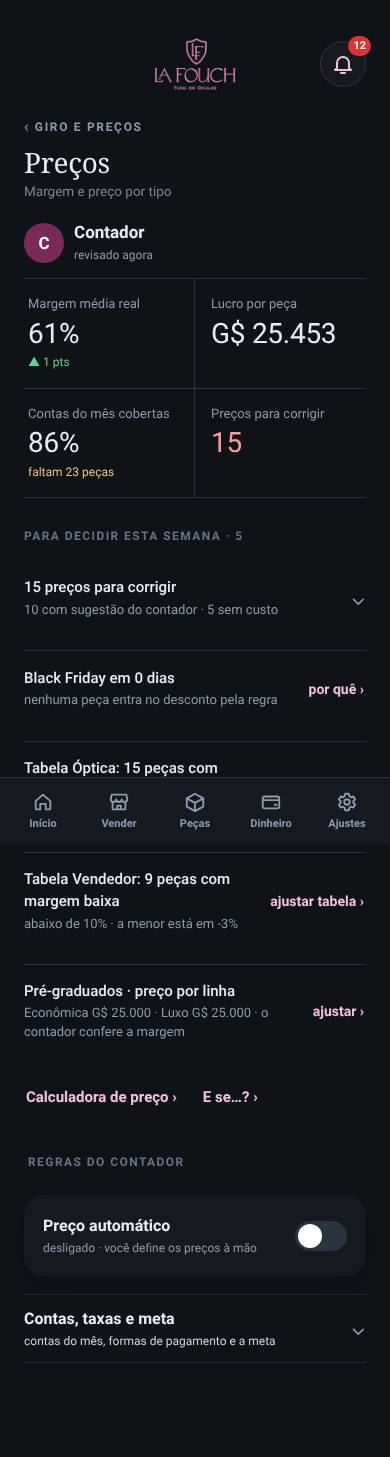 LF
LA FOUCH
Tudo em Óculos
12
‹ GIRO E PREÇOS
Preços
Margem e preço por tipo
C
Contador
revisado agora
Margem média real
61%
▲ 1 pts
Lucro por peça
G$ 25.453
Contas do mês cobertas
86%
faltam 23 peças
Preços para corrigir
15
PARA DECIDIR ESTA SEMANA · 5
15 preços para corrigir
10 com sugestão do contador · 5 sem custo
Black Friday em 0 dias
nenhuma peça entra no desconto pela regra
por quê ›
Tabela Óptica: 15 peças com
Início
Vender
Peças
Dinheiro
Ajustes
Tabela Vendedor: 9 peças com
margem baixa
abaixo de 10% · a menor está em -3%
ajustar tabela ›
Pré-graduados · preço por linha
Econômica G$ 25.000 · Luxo G$ 25.000 · o
contador confere a margem
ajustar ›
Calculadora de preço ›
E se…? ›
REGRAS DO CONTADOR
Preço automático
desligado · você define os preços à mão
Contas, taxas e meta
contas do mês, formas de pagamento e a meta